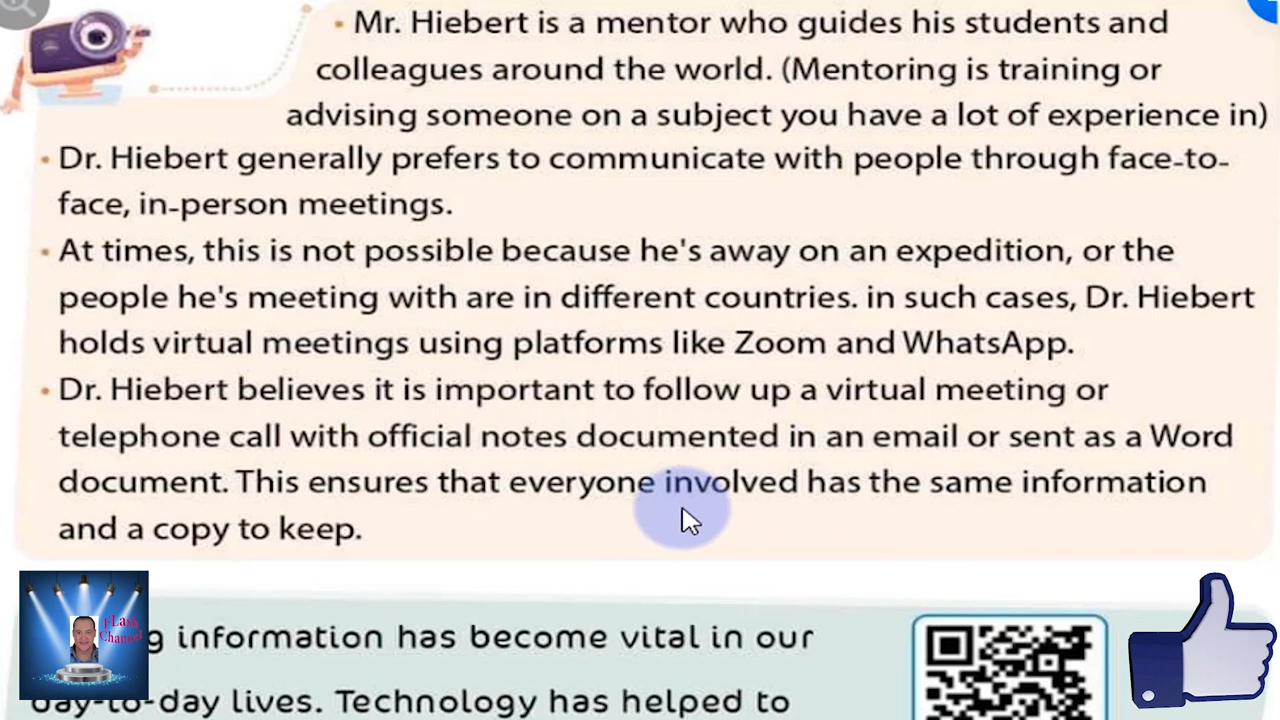 • Mr. Hiebert is a mentor who guides his students and
colleagues around the world. (Mentoring is training or
advising someone on a subject you have a lot of experience in)
• Dr. Hiebert generally prefers to communicate with people through face-to-
face, in-person meetings.
• At times, this is not possible because he's away on an expedition, or the
people he's meeting with are in different countries. in such cases, Dr. Hiebert
holds virtual meetings using platforms like Zoom and WhatsApp.
• Dr. Hiebert believes it is important to follow up a virtual meeting or
telephone call with official notes documented in an email or sent as a Word
document. This ensures that everyone involved has the same information
and a copy to keep.
FLash
Channel
g information has become vital in our
day-to-day lives. Technology has helped to